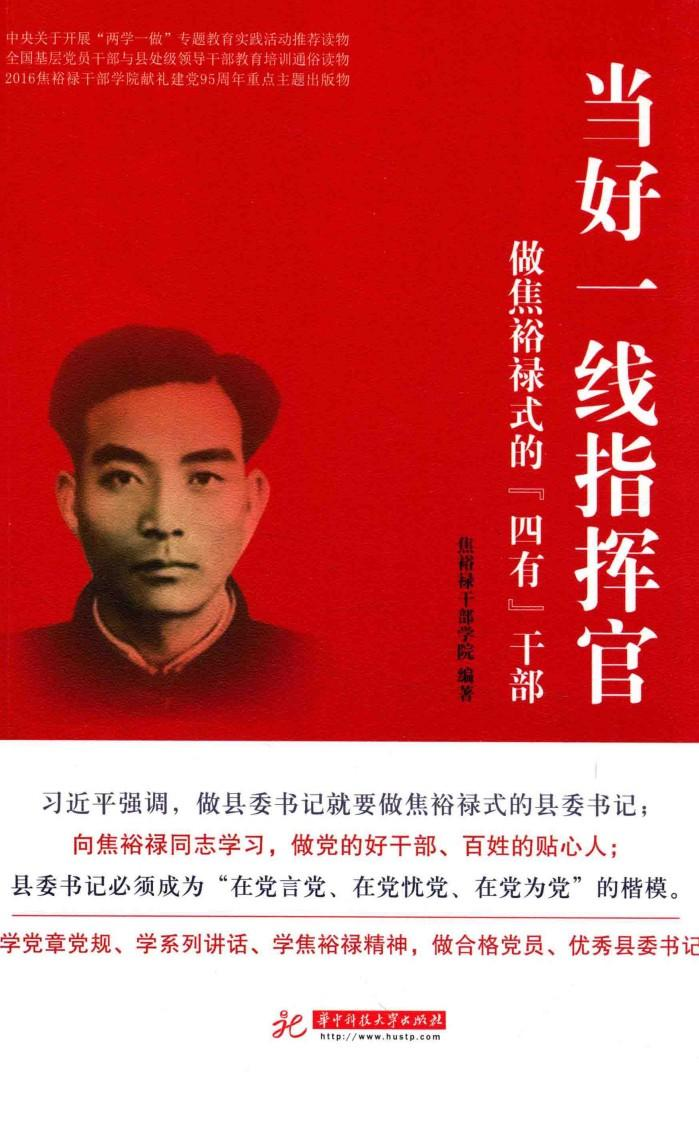 中央关于开展“两学一做”专题教育实践活动推荐读物
全国基层党员干部与县处级领导干部教育培训通俗读物
2016焦裕禄干部学院献礼建党95周年重点主题出版物
当好一线指挥官
做焦裕禄式的『四有』干部
焦裕禄干部学院 编著
习近平强调，做县委书记就要做焦裕禄式的县委书记；
向焦裕禄同志学习，做党的好干部、百姓的贴心人；
县委书记必须成为“在党言党、在党忧党、在党为党”的楷模。
学党章党规、学系列讲话、学焦裕禄精神，做合格党员、优秀县委书记
华中科技大学出版社
http://www.hustp.com